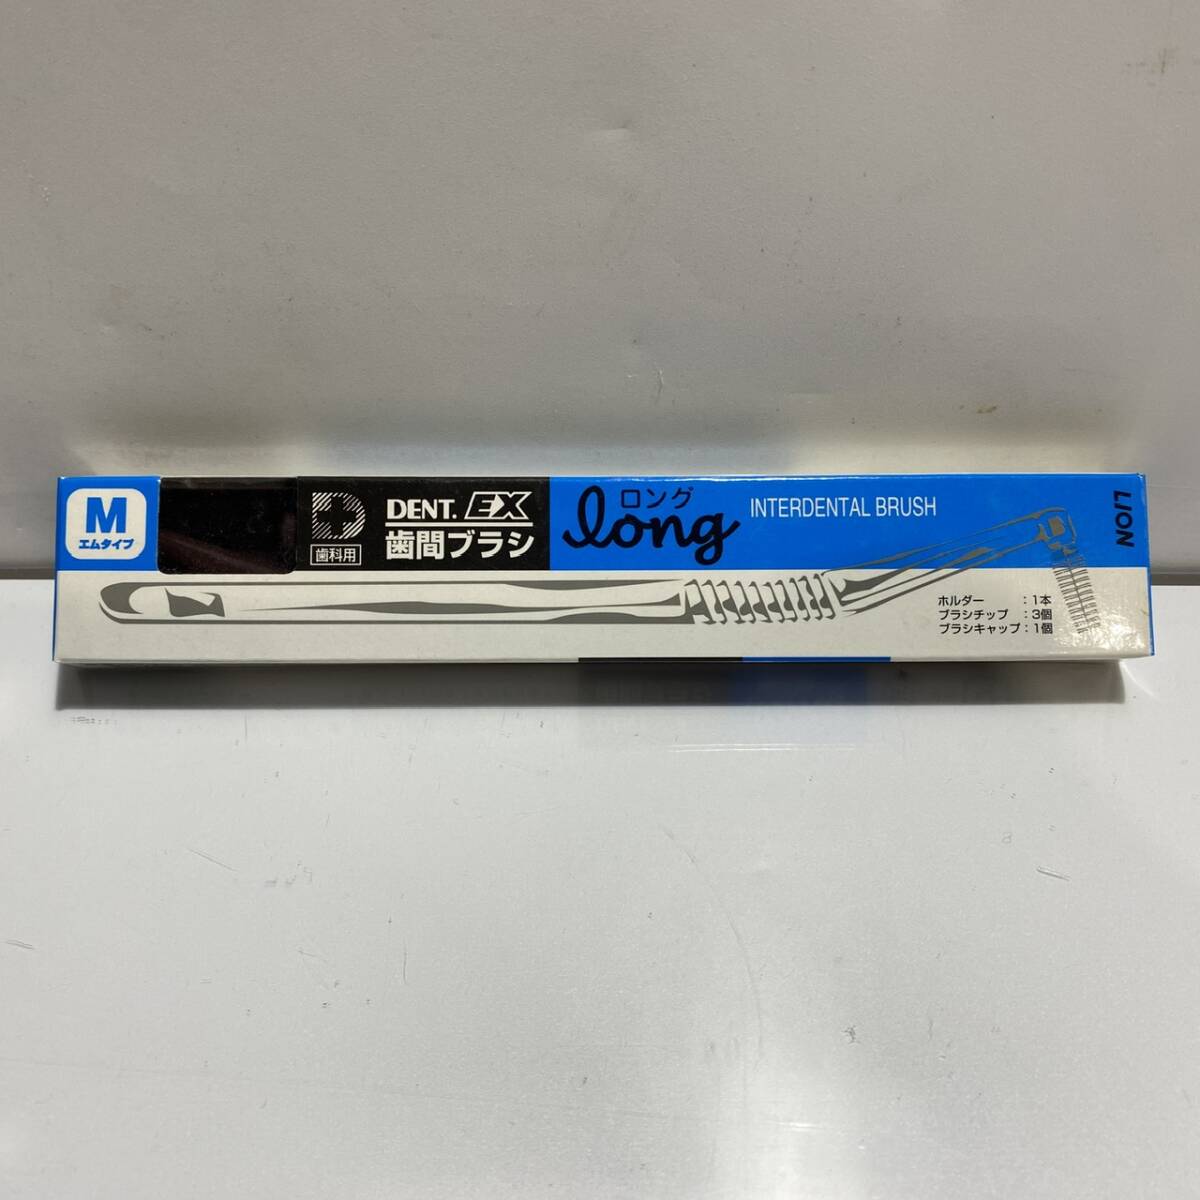 M
エムタイプ
D
歯科用
DENT. EX
歯間ブラシ
ロング
long
INTERDENTAL BRUSH
ホルダー :1本
ブラシチップ :3個
ブラシキャップ:1個
LION